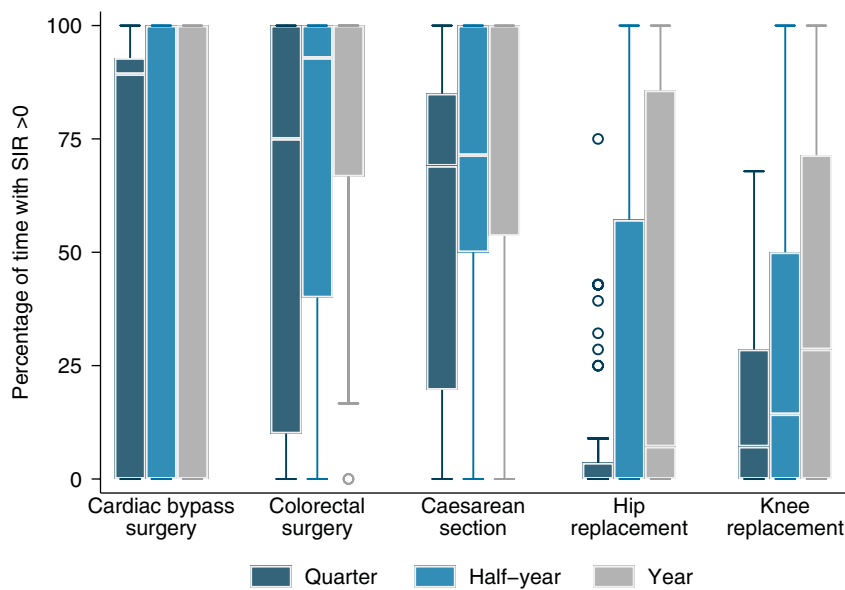 Percentage of time with SIR >0
100
75
50
25
0
Cardiac bypass surgery
Colorectal surgery
Caesarean section
Hip replacement
Knee replacement
Quarter
Half-year
Year